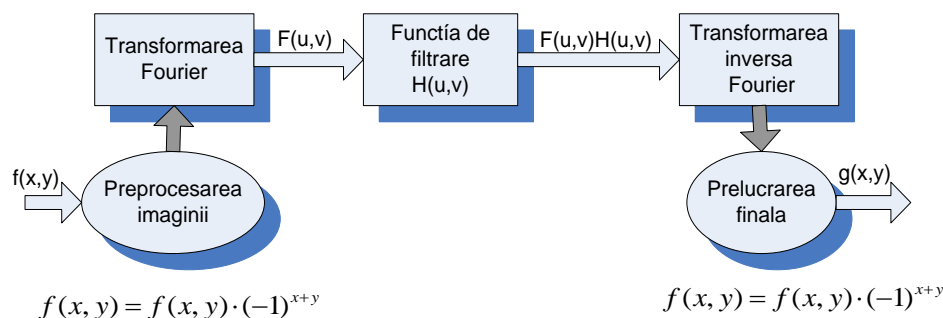 Transformarea
Fourier
F(u,v)
Functía de
filtrare
H(u,v)
F(u,v)H(u,v)
Transformarea
inversa
Fourier
f(x,y)
Preprocesarea
imaginii
Prelucrarea
finala
g(x,y)
f(x, y) = f(x, y)·(−1)^{x+y}
f(x, y) = f(x, y)·(−1)^{x+y}